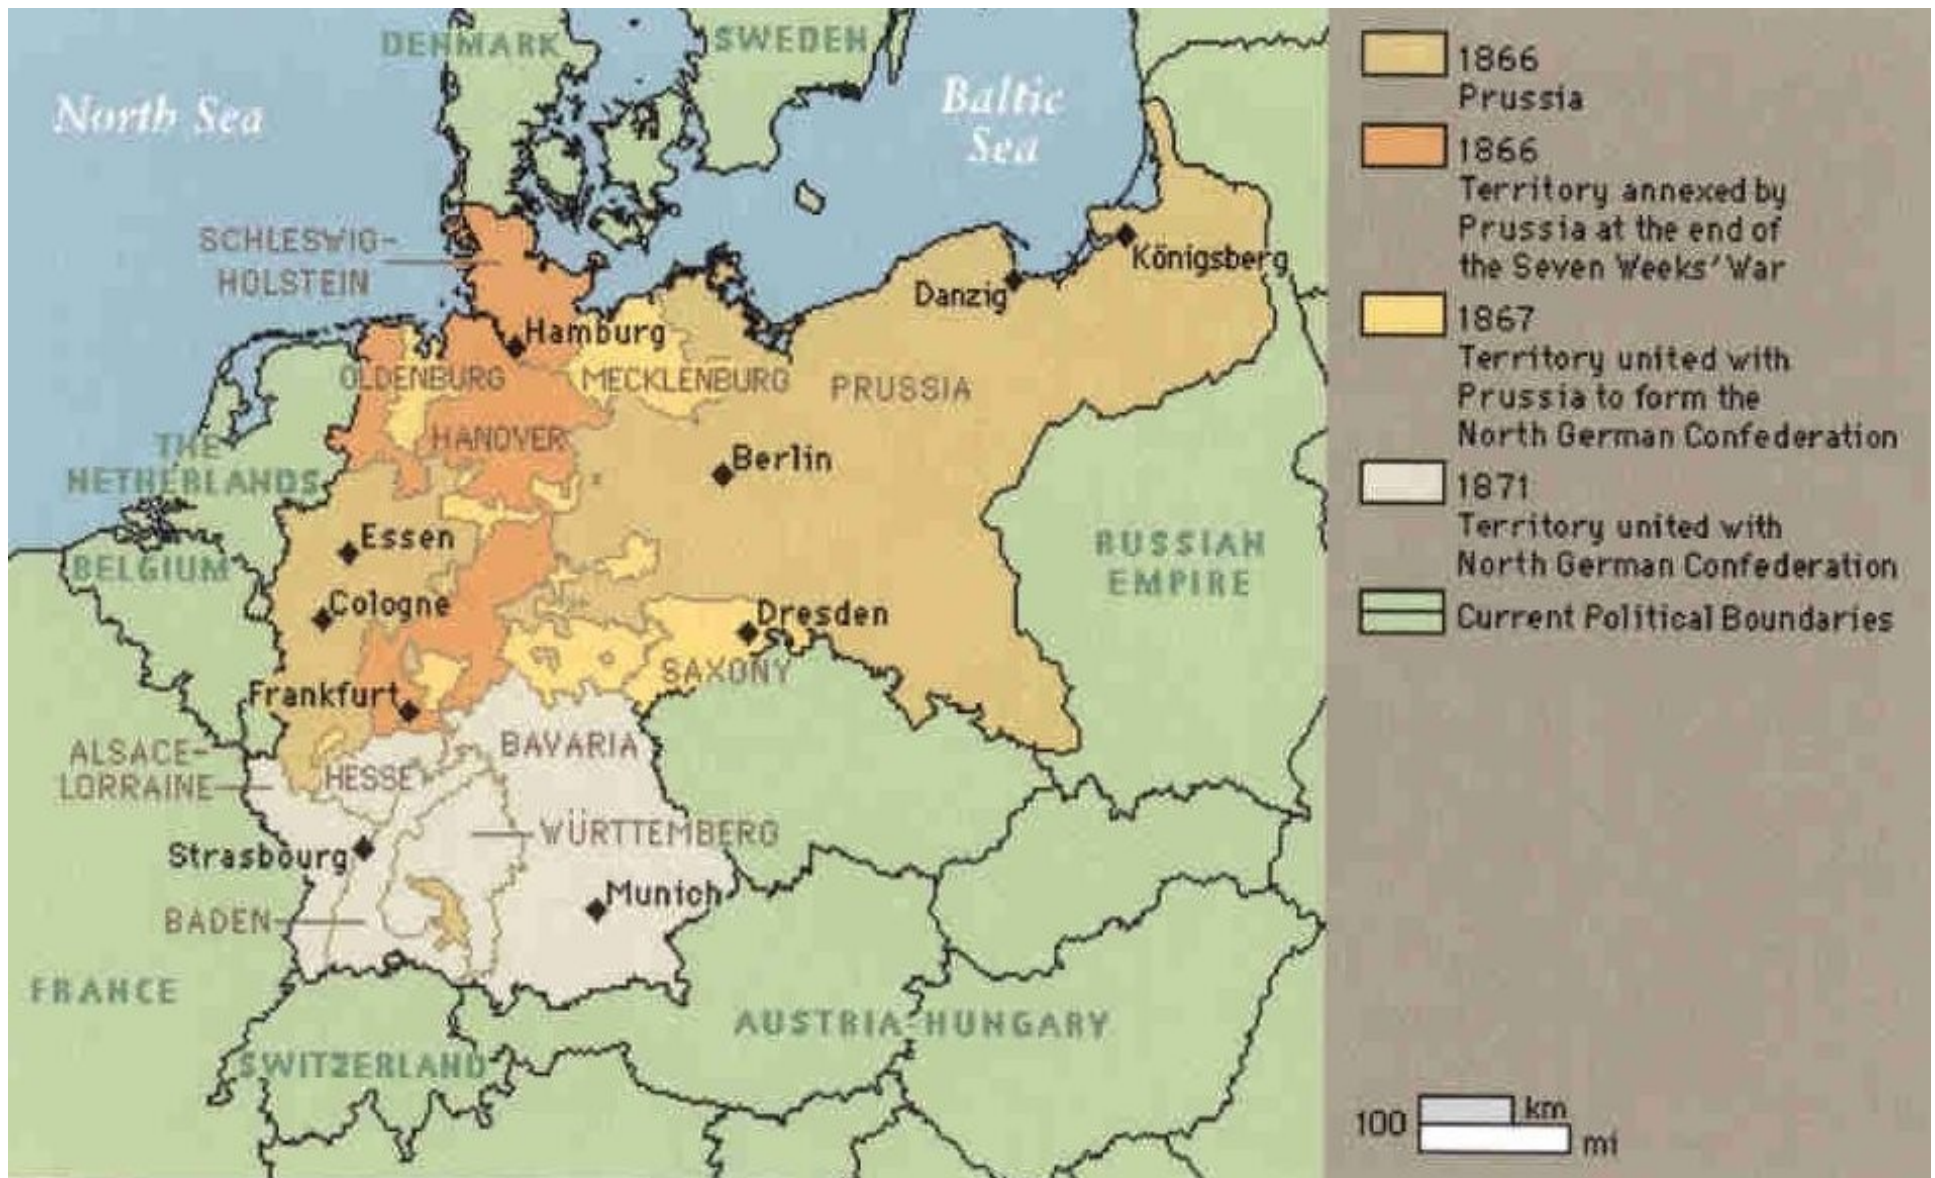 DENMARK
SWEDEN
North Sea
Baltic
Sea
SCHLESWIG-
HOLSTEIN
Königsberg
Danzig
Hamburg
OLDENBURG
MECKLENBURG
PRUSSIA
HANOVER
THE
NETHERLANDS
Berlin
Essen
BELGIUM
RUSSIAN
EMPIRE
Cologne
Dresden
SAXONY
Frankfurt
ALSACE-
LORRAINE
HESSE
BAVARIA
WÜRTTEMBERG
Strasbourg
Munich
BADEN
FRANCE
AUSTRIA-HUNGARY
SWITZERLAND
1866
Prussia
1866
Territory annexed by
Prussia at the end of
the Seven Weeks' War
1867
Territory united with
Prussia to form the
North German Confederation
1871
Territory united with
North German Confederation
Current Political Boundaries
100 km
mi